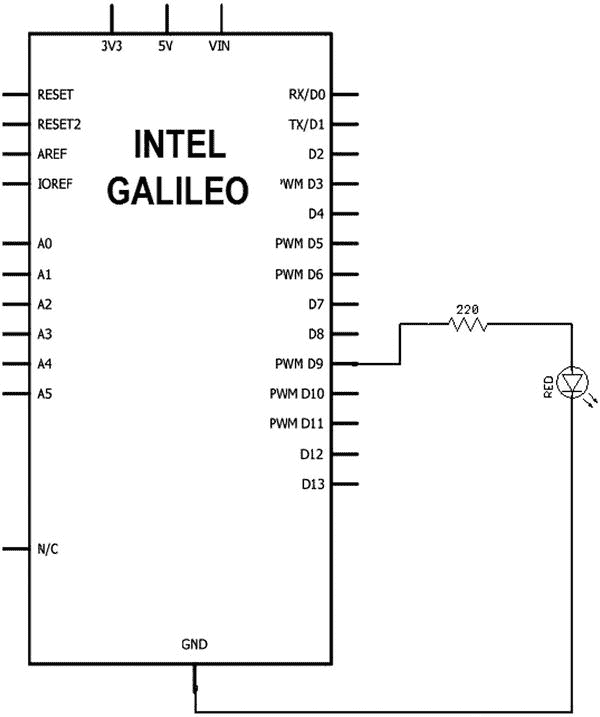 3V3 5V VIN
RESET
RESET2
AREF
IOREF
A0
A1
A2
A3
A4
A5
N/C
INTEL
GALILEO
RX/D0
TX/D1
D2
WM D3
D4
PWM D5
PWM D6
D7
D8
PWM D9
PWM D10
PWM D11
D12
D13
GND
220
RED